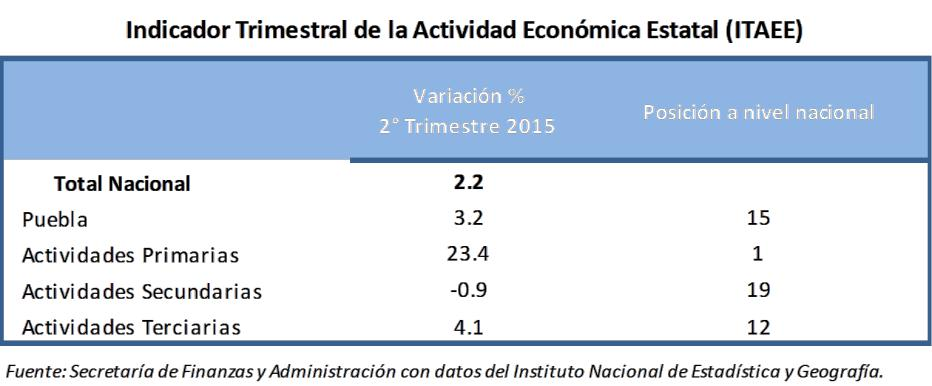 Indicador Trimestral de la Actividad Económica Estatal (ITAEE)
Variación %
2° Trimestre 2015
Posición a nivel nacional
Total Nacional 2.2
Puebla 3.2 15
Actividades Primarias 23.4 1
Actividades Secundarias -0.9 19
Actividades Terciarias 4.1 12
Fuente: Secretaría de Finanzas y Administración con datos del Instituto Nacional de Estadística y Geografía.